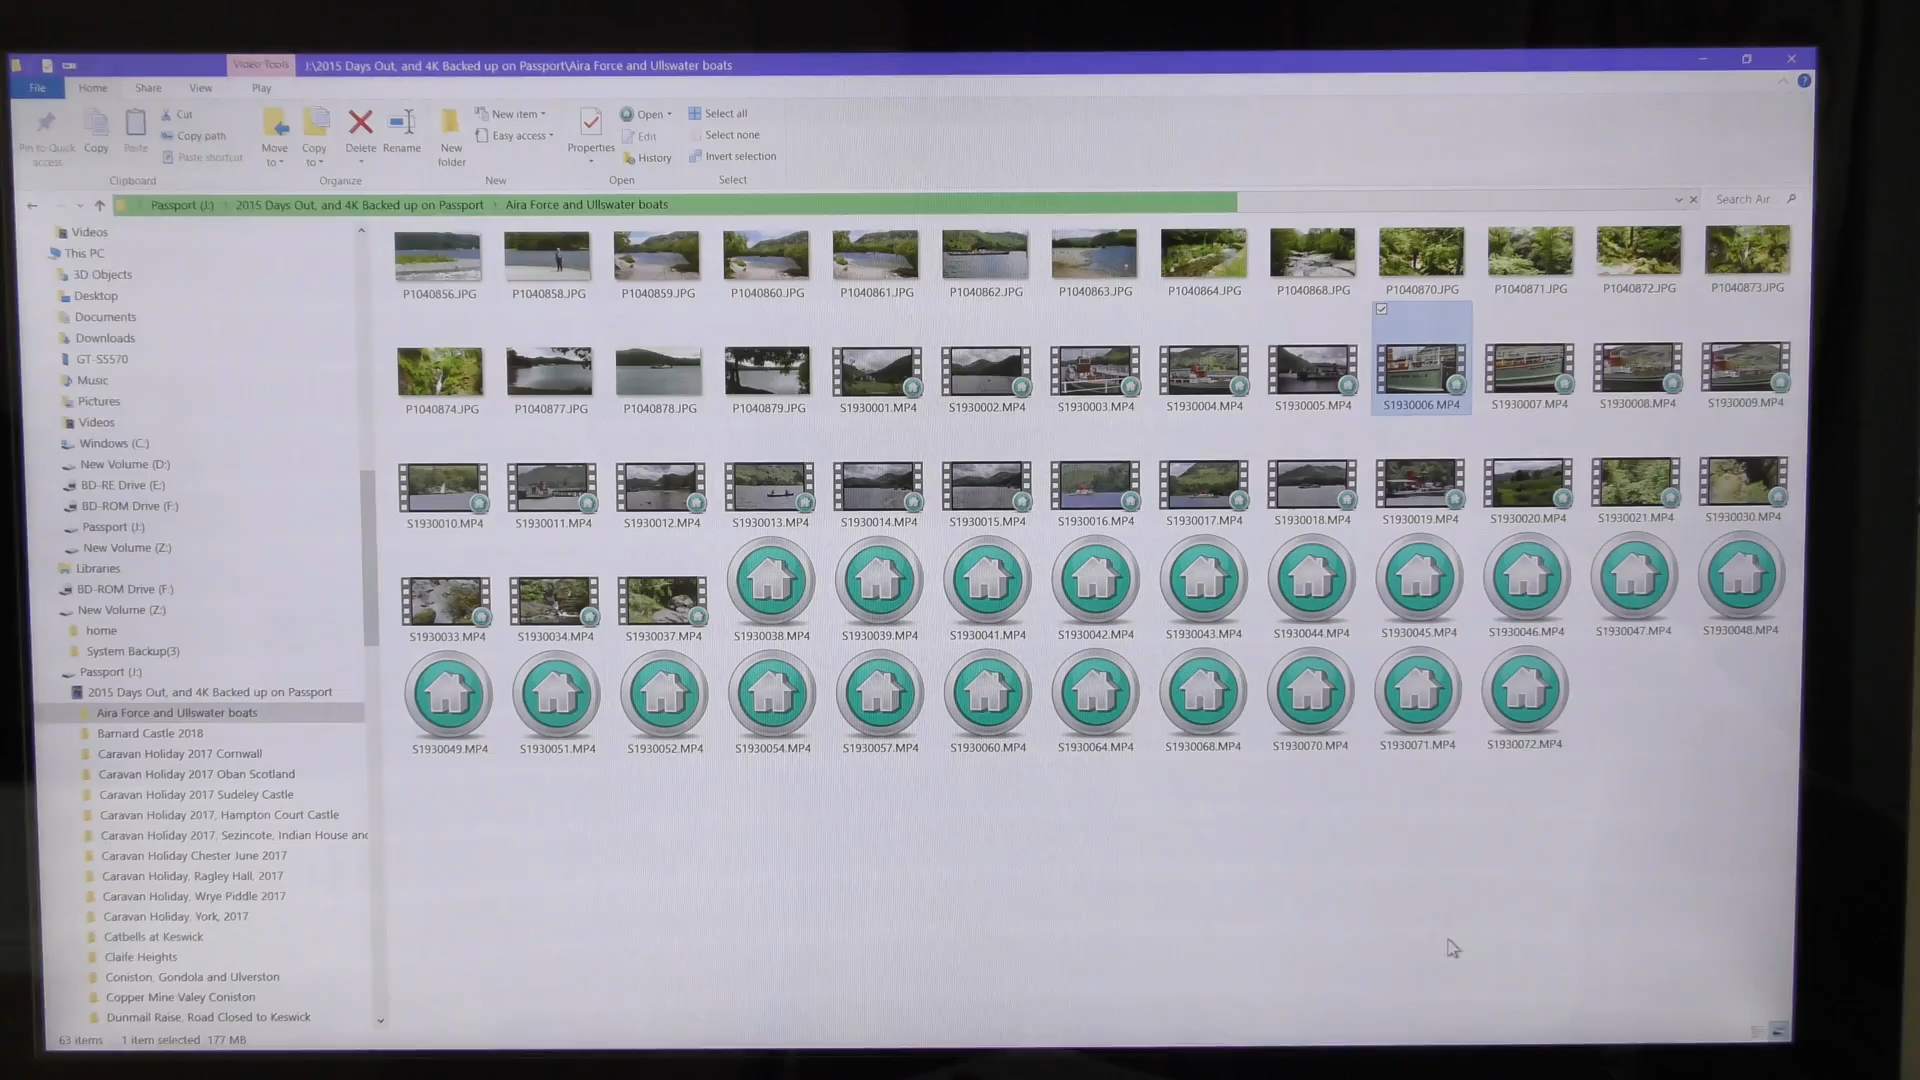 Video Tools J:\2015 Days Out, and 4K Backed up on Passport\Aira Force and Ullswater boats
File Home Share View Play
Pin to Quick access
Copy
Paste
Cut
Copy path
Paste shortcut
Clipboard
Move to
Copy to
Delete
Rename
Organize
New folder
New item
Easy access
New
Properties
Open
Edit
History
Open
Select all
Select none
Invert selection
Select
Passport (J:) 2015 Days Out, and 4K Backed up on Passport Aira Force and Ullswater boats
Search Air
Videos
This PC
3D Objects
Desktop
Documents
Downloads
GT-S5570
Music
Pictures
Videos
Windows (C:)
New Volume (D:)
BD-RE Drive (E:)
BD-ROM Drive (F:)
Passport (J:)
New Volume (Z:)
Libraries
BD-ROM Drive (F:)
New Volume (Z:)
home
System Backup(3)
Passport (J:)
2015 Days Out, and 4K Backed up on Passport
Aira Force and Ullswater boats
Barnard Castle 2018
Caravan Holiday 2017 Cornwall
Caravan Holiday 2017 Oban Scotland
Caravan Holiday 2017 Sudeley Castle
Caravan Holiday 2017, Hampton Court Castle
Caravan Holiday 2017, Sezincote, Indian House and
Caravan Holiday Chester June 2017
Caravan Holiday, Ragley Hall, 2017
Caravan Holiday, Wrye Piddle 2017
Caravan Holiday, York, 2017
Catbells at Keswick
Claife Heights
Coniston, Gondola and Ulverston
Copper Mine Valey Coniston
Dunmail Raise, Road Closed to Keswick
P1040856.JPG P1040858.JPG P1040859.JPG P1040860.JPG P1040861.JPG P1040862.JPG P1040863.JPG P1040864.JPG P1040868.JPG P1040870.JPG P1040871.JPG P1040872.JPG P1040873.JPG
P1040874.JPG P1040877.JPG P1040878.JPG P1040879.JPG S1930001.MP4 S1930002.MP4 S1930003.MP4 S1930004.MP4 S1930005.MP4 S1930006.MP4 S1930007.MP4 S1930008.MP4 S1930009.MP4
S1930010.MP4 S1930011.MP4 S1930012.MP4 S1930013.MP4 S1930014.MP4 S1930015.MP4 S1930016.MP4 S1930017.MP4 S1930018.MP4 S1930019.MP4 S1930020.MP4 S1930021.MP4 S1930030.MP4
S1930033.MP4 S1930034.MP4 S1930037.MP4 S1930038.MP4 S1930039.MP4 S1930041.MP4 S1930042.MP4 S1930043.MP4 S1930044.MP4 S1930045.MP4 S1930046.MP4 S1930047.MP4 S1930048.MP4
S1930049.MP4 S1930051.MP4 S1930052.MP4 S1930054.MP4 S1930057.MP4 S1930060.MP4 S1930064.MP4 S1930068.MP4 S1930070.MP4 S1930071.MP4 S1930072.MP4
63 items 1 item selected 177 MB